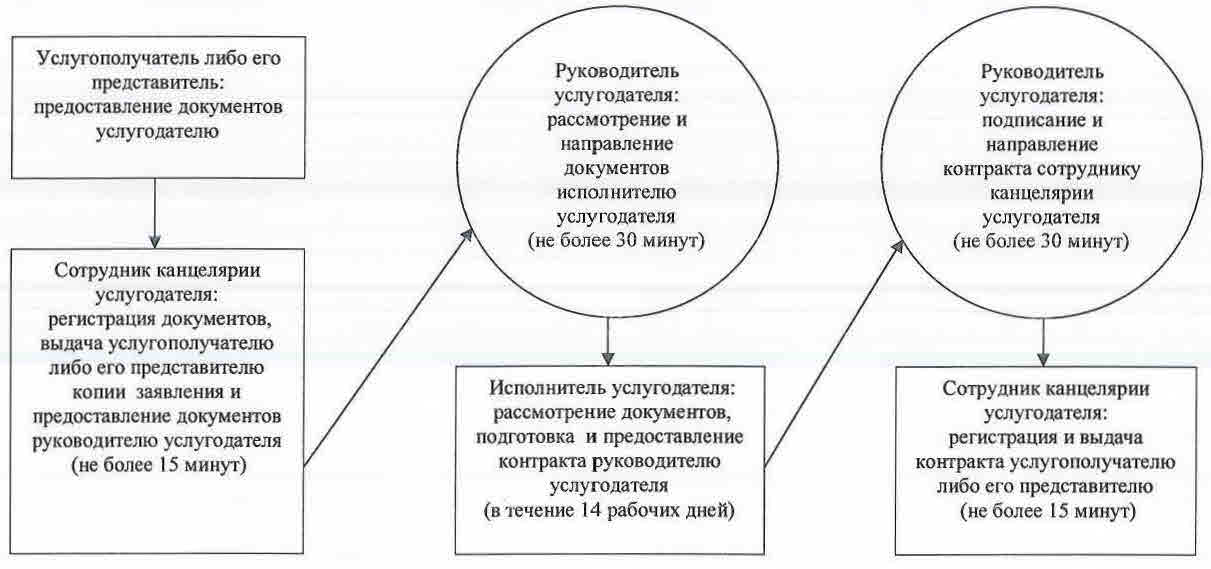 Услугополучатель либо его
представитель:
предоставление документов
услугодателю
Сотрудник канцелярии
услугодателя:
регистрация документов,
выдача услугополучателю
либо его представителю
копии заявления и
предоставление документов
руководителю услугодателя
(не более 15 минут)
Руководитель
услугодателя:
рассмотрение и
направление
документов
исполнителю
услугодателя
(не более 30 минут)
Исполнитель услугодателя:
рассмотрение документов,
подготовка и предоставление
контракта руководителю
услугодателя
(в течение 14 рабочих дней)
Руководитель
услугодателя:
подписание и
направление
контракта сотруднику
канцелярии
услугодателя
(не более 30 минут)
Сотрудник канцелярии
услугодателя:
регистрация и выдача
контракта услугополучателю
либо его представителю
(не более 15 минут)